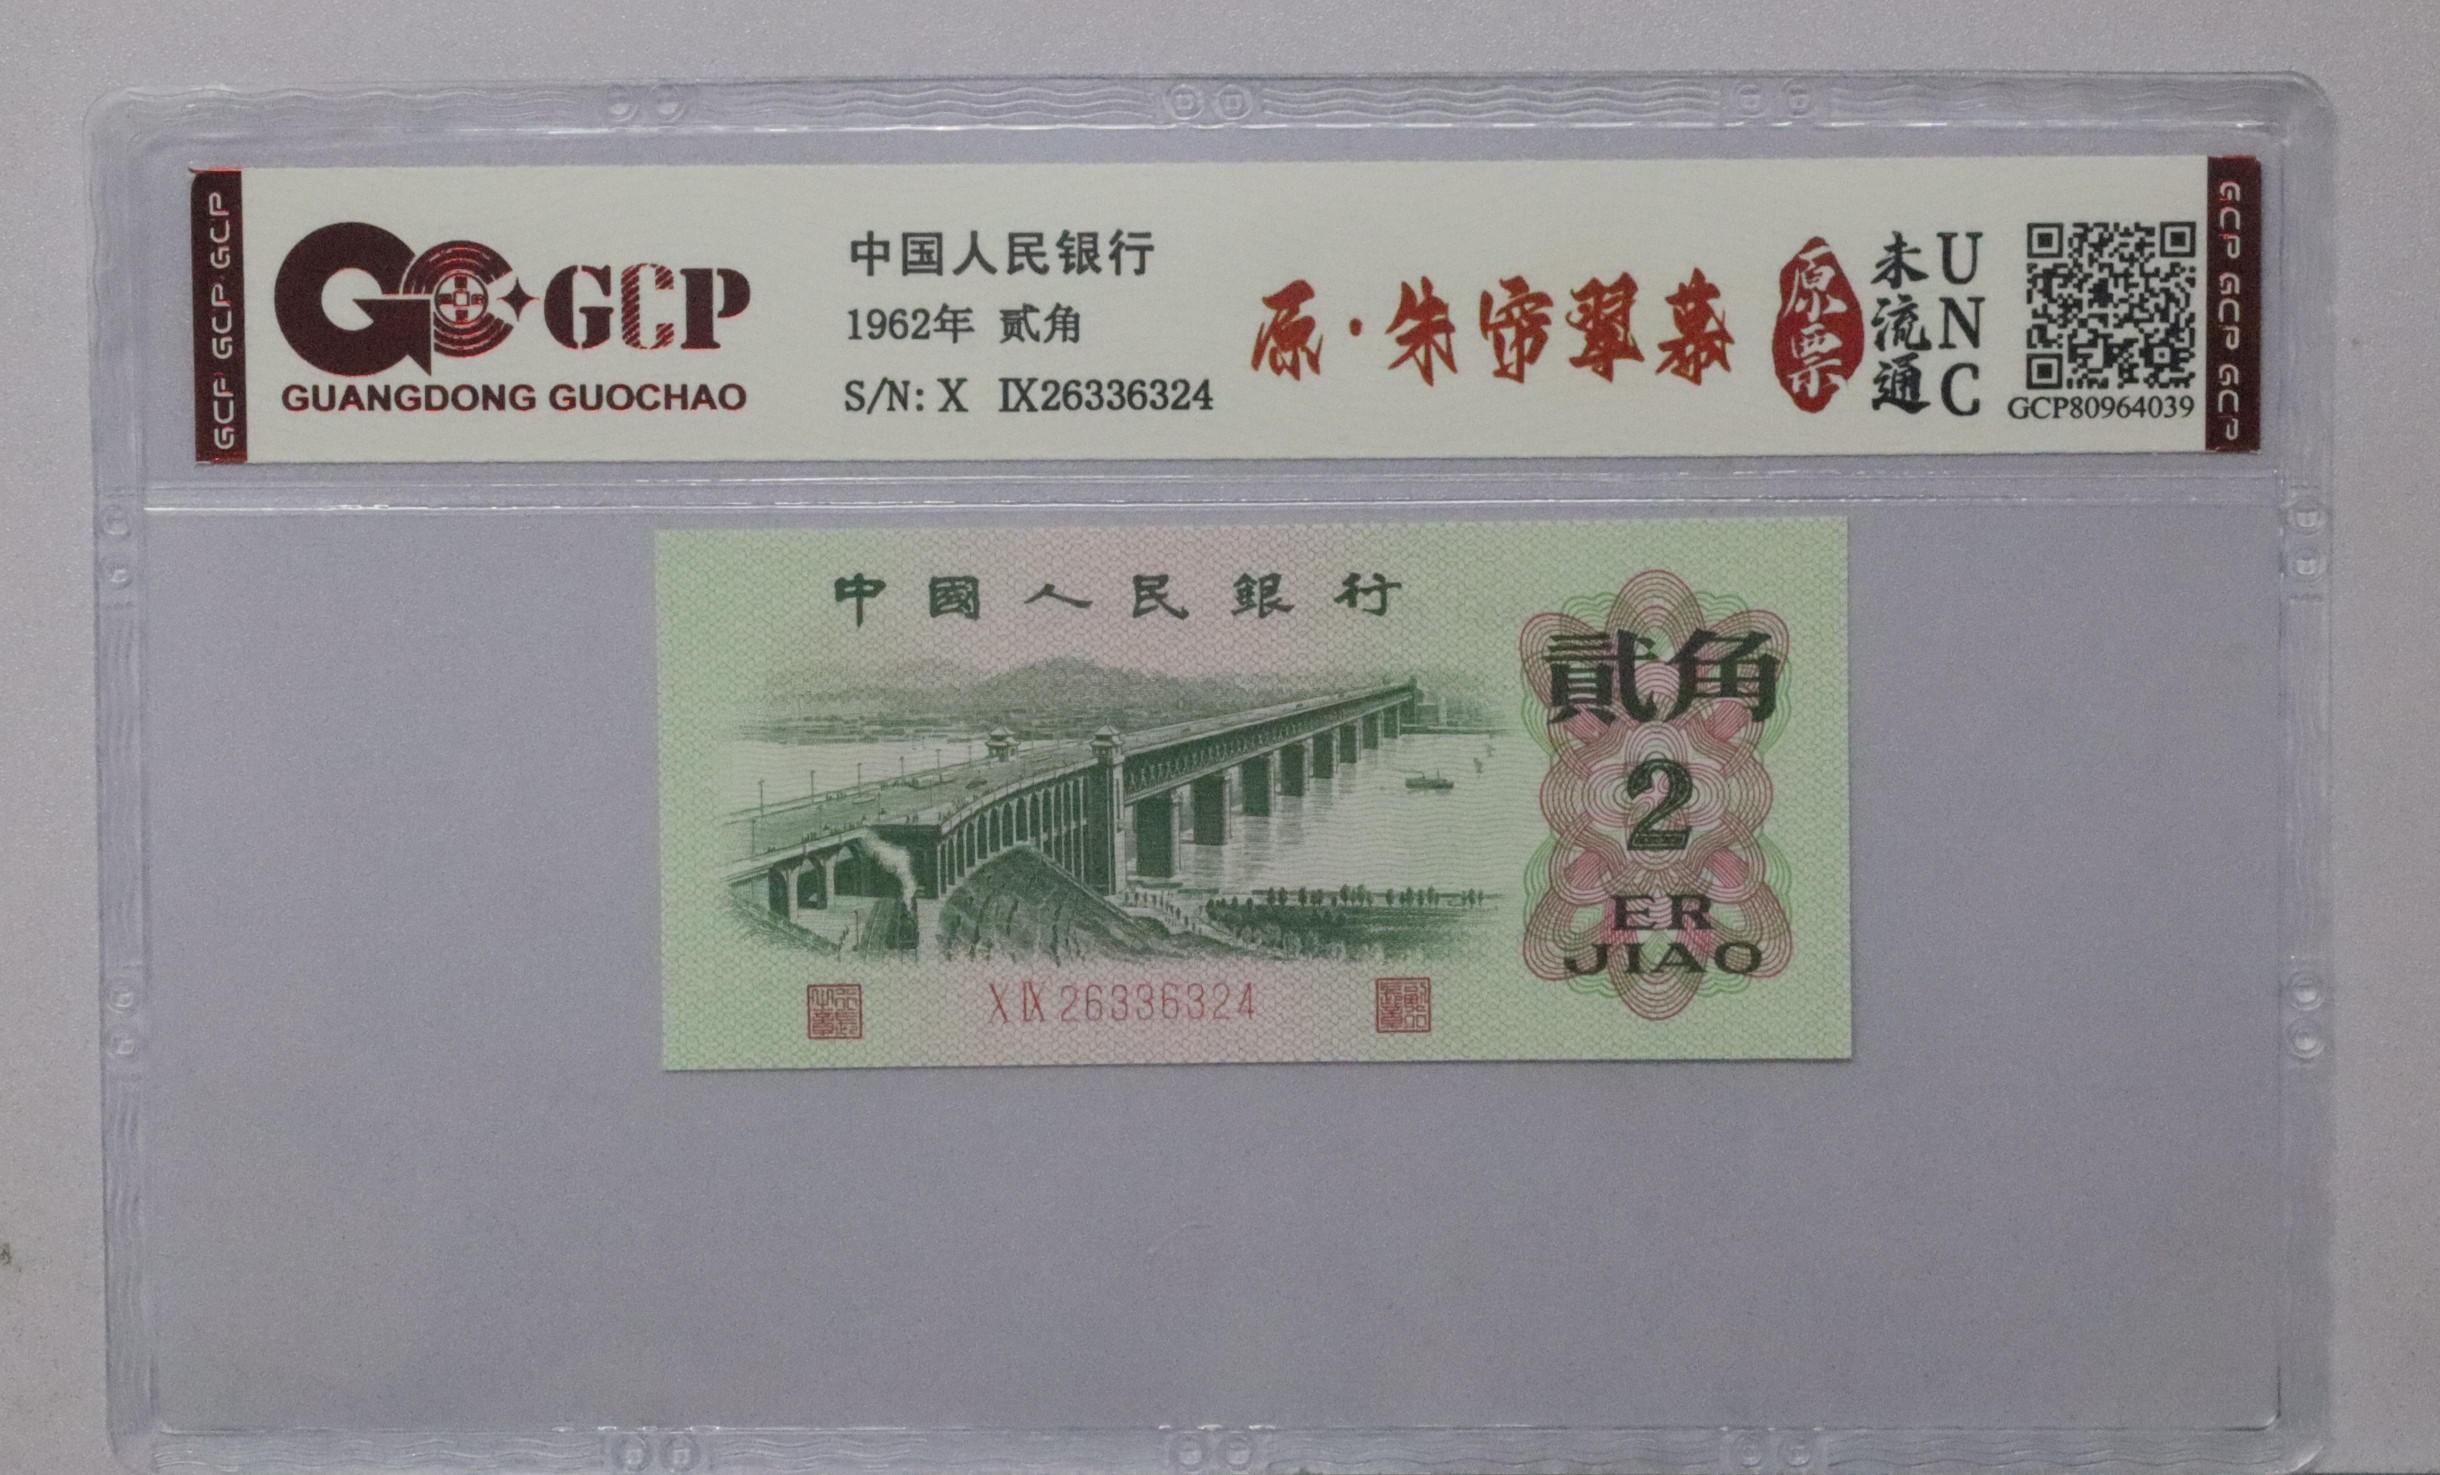 GCP GCP GCP
GCP
GUANGDONG GUOCHAO
中国人民银行
1962年 贰角
S/N: X Ⅸ26336324
原·朱帘翠幕
原票
未流通
UNC
GCP80964039
GCP GCP GCP
中國人民銀行
貳角
2
ER
JIAO
X Ⅸ 26336324